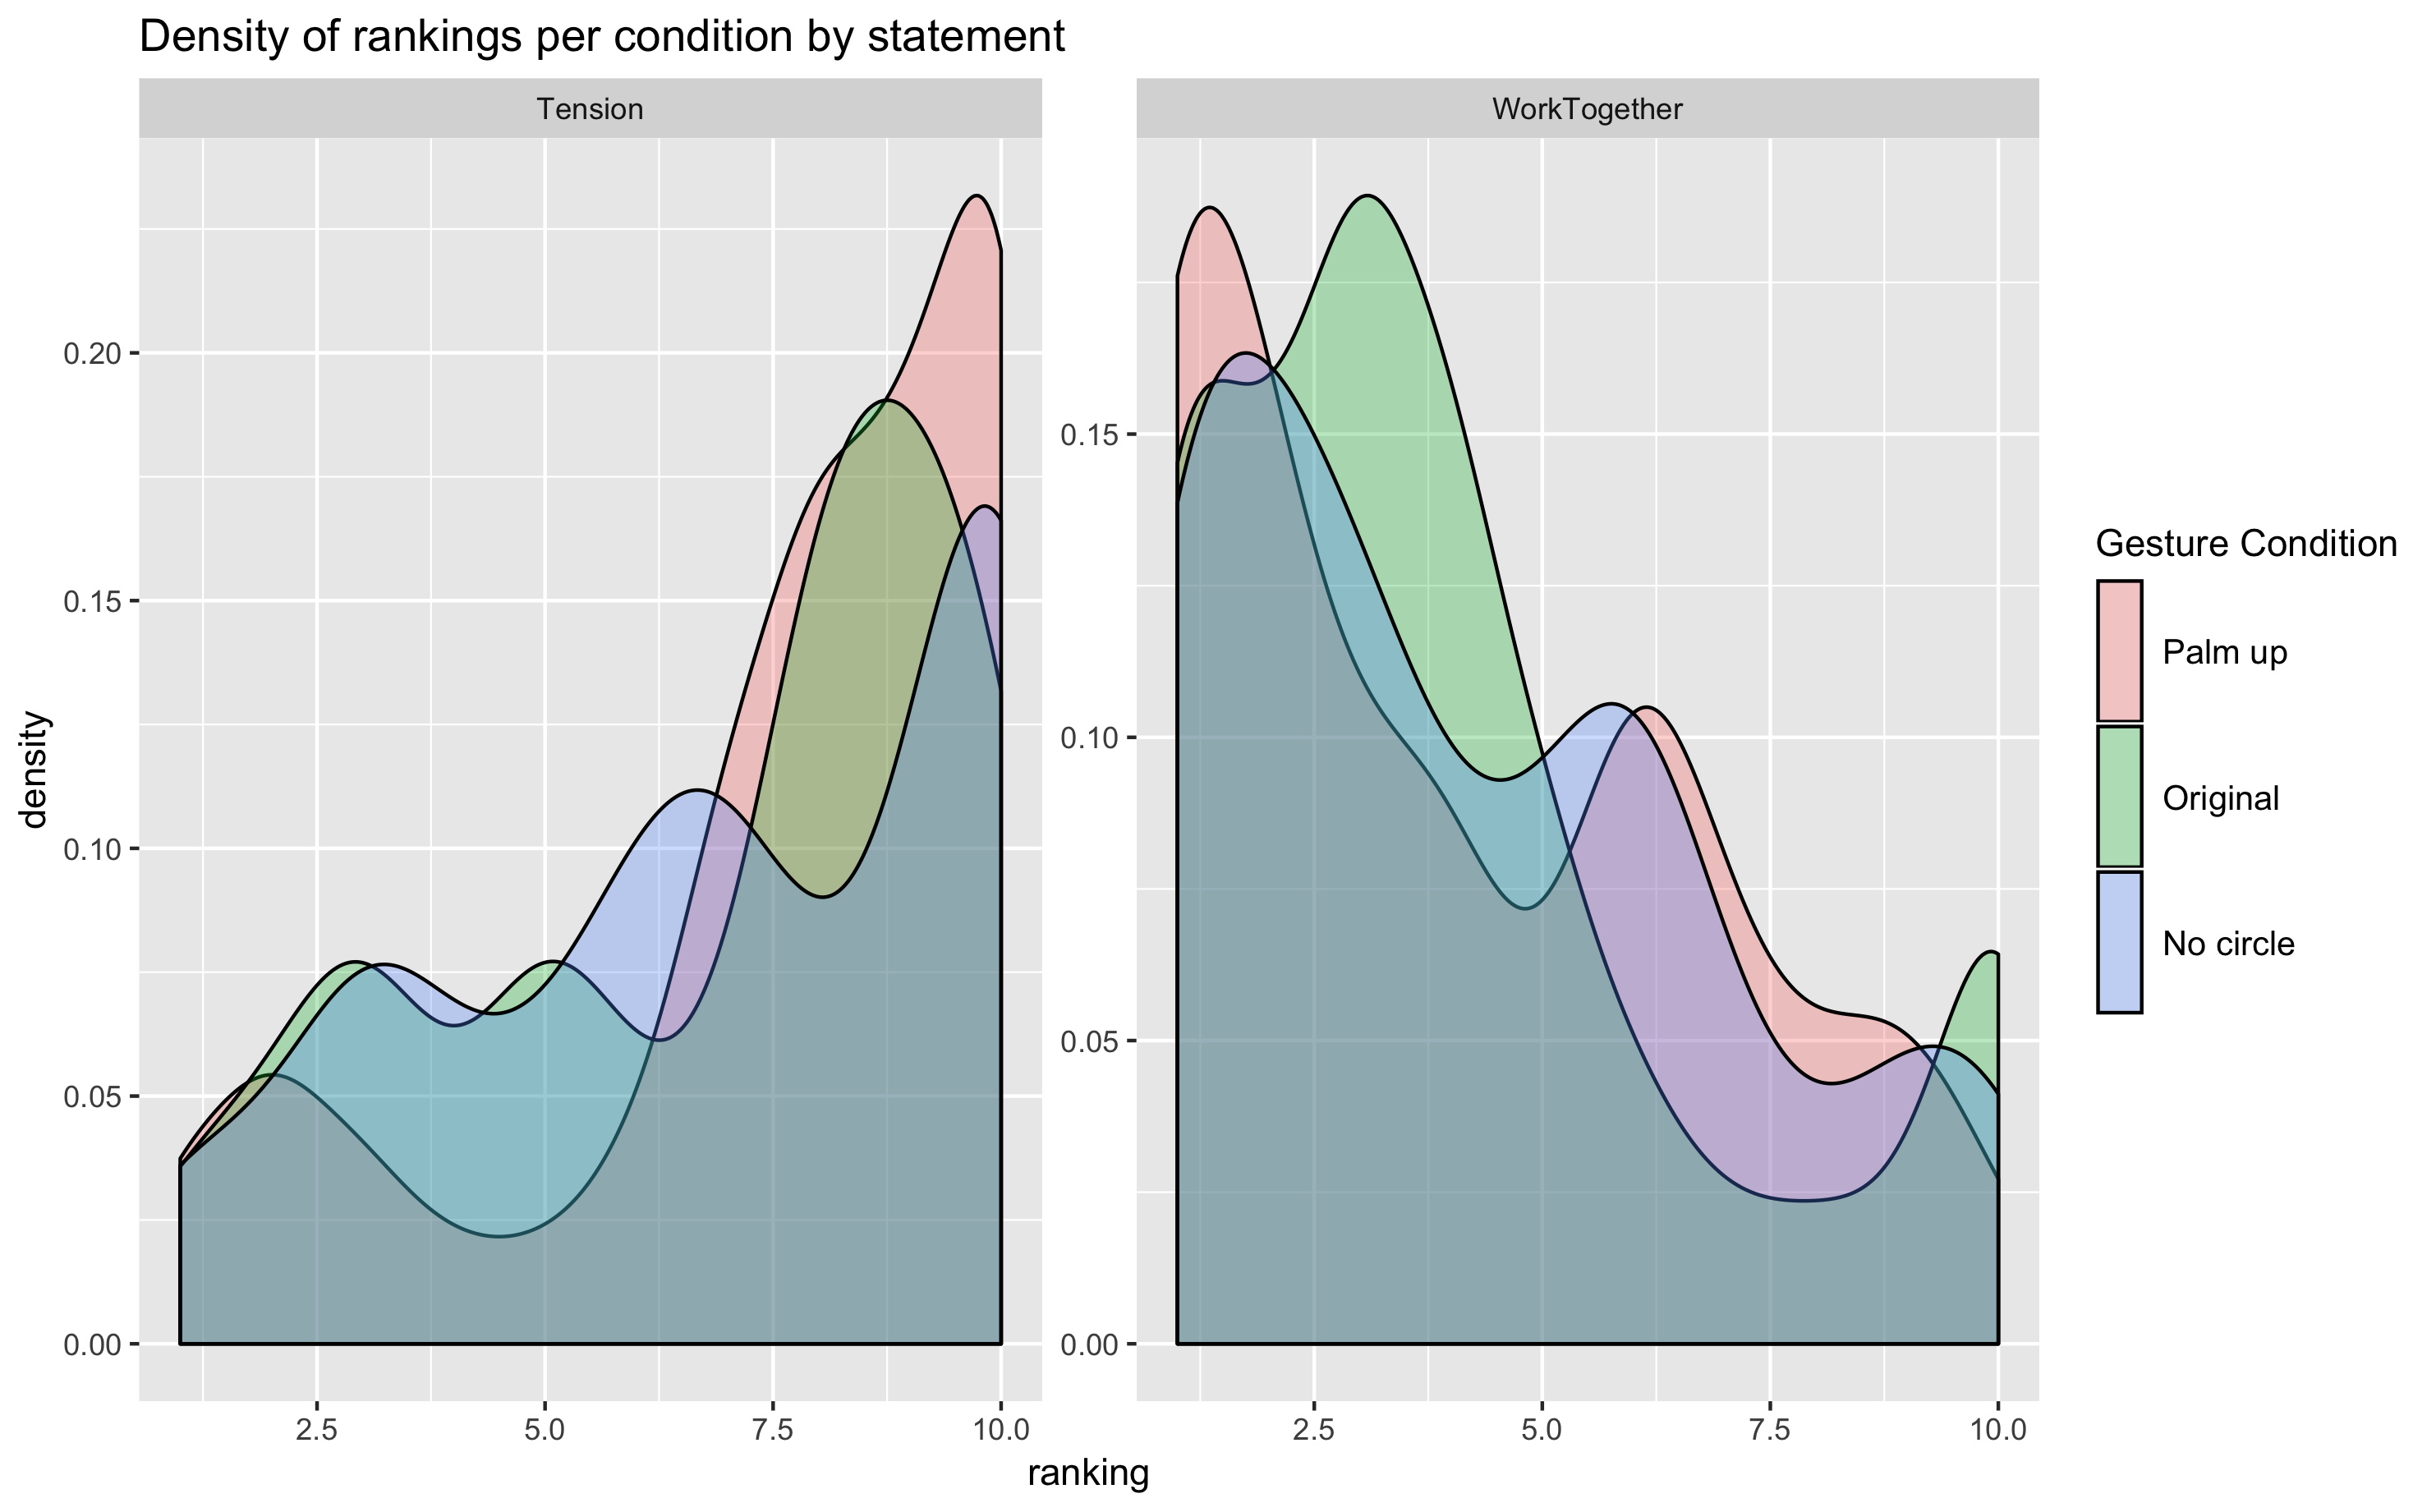 Density of rankings per condition by statement
Tension
WorkTogether
density
0.20
0.15
0.10
0.05
0.00
0.15
0.10
0.05
0.00
2.5 5.0 7.5 10.0
2.5 5.0 7.5 10.0
ranking
Gesture Condition
Palm up
Original
No circle